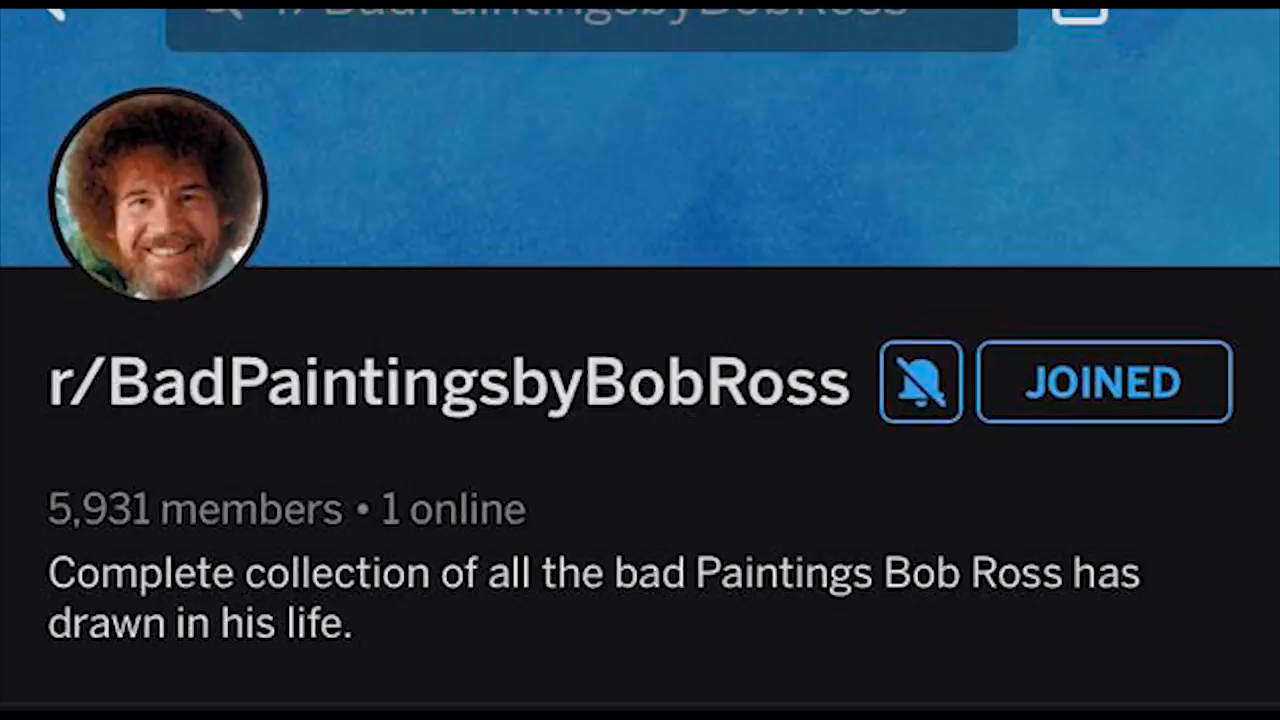 r/BadPaintingsbyBobRoss
r/BadPaintingsbyBobRoss
JOINED
5,931 members • 1 online
Complete collection of all the bad Paintings Bob Ross has
drawn in his life.